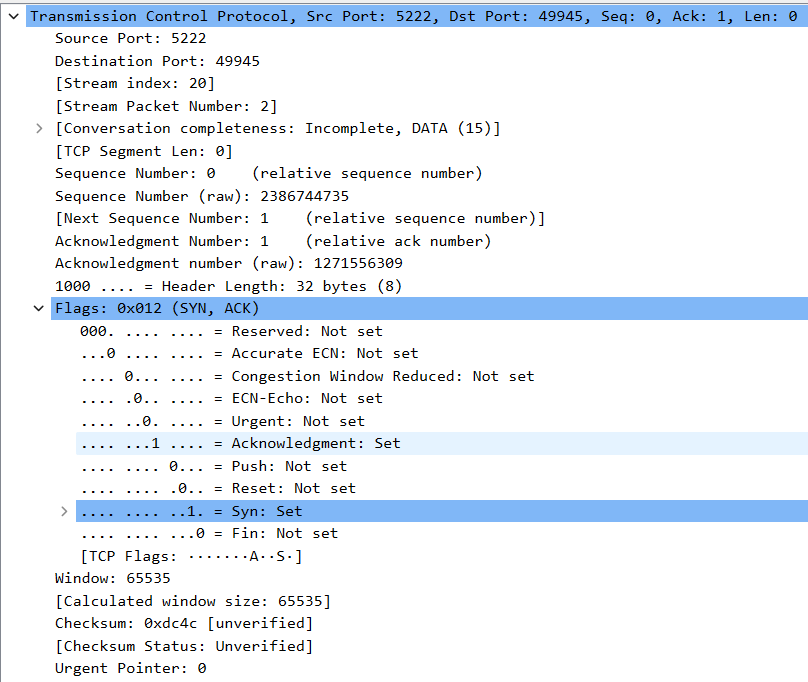 Transmission Control Protocol, Src Port: 5222, Dst Port: 49945, Seq: 0, Ack: 1, Len: 0
Source Port: 5222
Destination Port: 49945
[Stream index: 20]
[Stream Packet Number: 2]
[Conversation completeness: Incomplete, DATA (15)]
[TCP Segment Len: 0]
Sequence Number: 0    (relative sequence number)
Sequence Number (raw): 2386744735
[Next Sequence Number: 1    (relative sequence number)]
Acknowledgment Number: 1    (relative ack number)
Acknowledgment number (raw): 1271556309
1000 .... = Header Length: 32 bytes (8)
Flags: 0x012 (SYN, ACK)
000. .... .... = Reserved: Not set
...0 .... .... = Accurate ECN: Not set
.... 0... .... = Congestion Window Reduced: Not set
.... .0.. .... = ECN-Echo: Not set
.... ..0. .... = Urgent: Not set
.... ...1 .... = Acknowledgment: Set
.... .... 0... = Push: Not set
.... .... .0.. = Reset: Not set
.... .... ..1. = Syn: Set
.... .... ...0 = Fin: Not set
[TCP Flags: ·······A··S·]
Window: 65535
[Calculated window size: 65535]
Checksum: 0xdc4c [unverified]
[Checksum Status: Unverified]
Urgent Pointer: 0